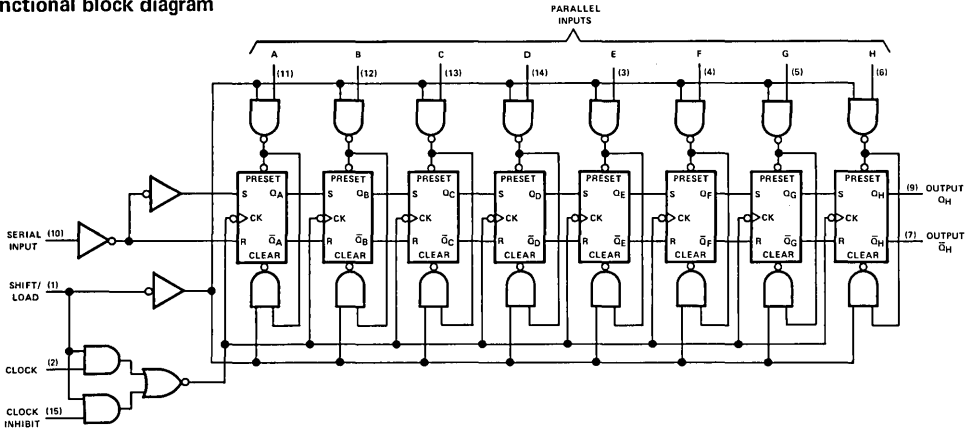 nctional block diagram
PARALLEL
INPUTS
A B C D E F G H
(11) (12) (13) (14) (3) (4) (5) (6)
PRESET PRESET PRESET PRESET PRESET PRESET PRESET PRESET
S QA S QB S QC S QD S QE S QF S QG S QH (9) OUTPUT
QH
CK CK CK CK CK CK CK CK
SERIAL (10)
INPUT
R Q̅A R Q̅B R Q̅C R Q̅D R Q̅E R Q̅F R Q̅G R Q̅H (7) OUTPUT
Q̅H
CLEAR CLEAR CLEAR CLEAR CLEAR CLEAR CLEAR CLEAR
SHIFT/ (1)
LOAD
CLOCK (2)
CLOCK (15)
INHIBIT